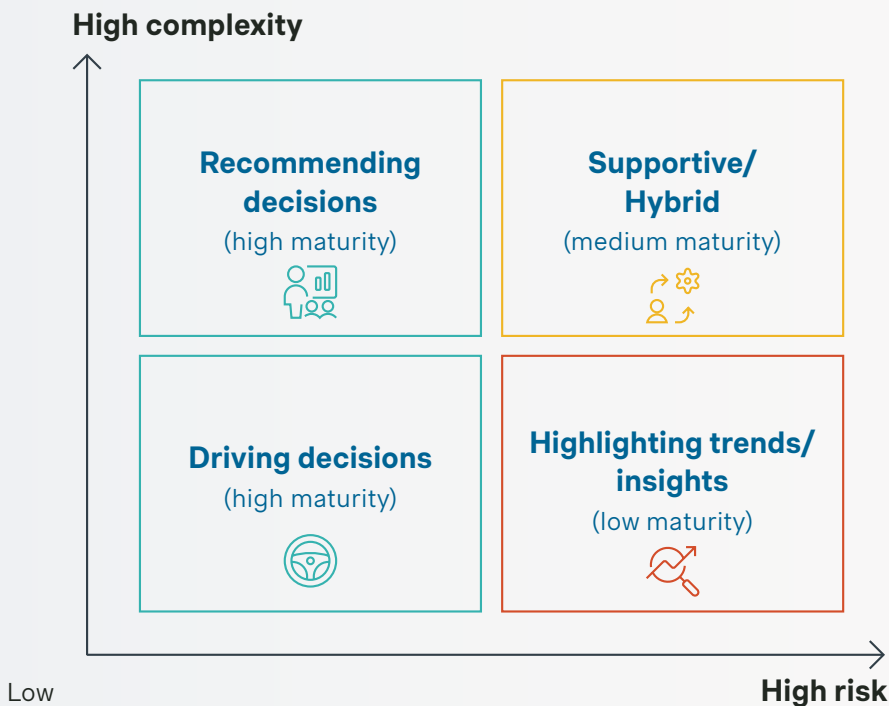 High complexity
Recommending
decisions
(high maturity)
Supportive/
Hybrid
(medium maturity)
Driving decisions
(high maturity)
Highlighting trends/
insights
(low maturity)
Low
High risk